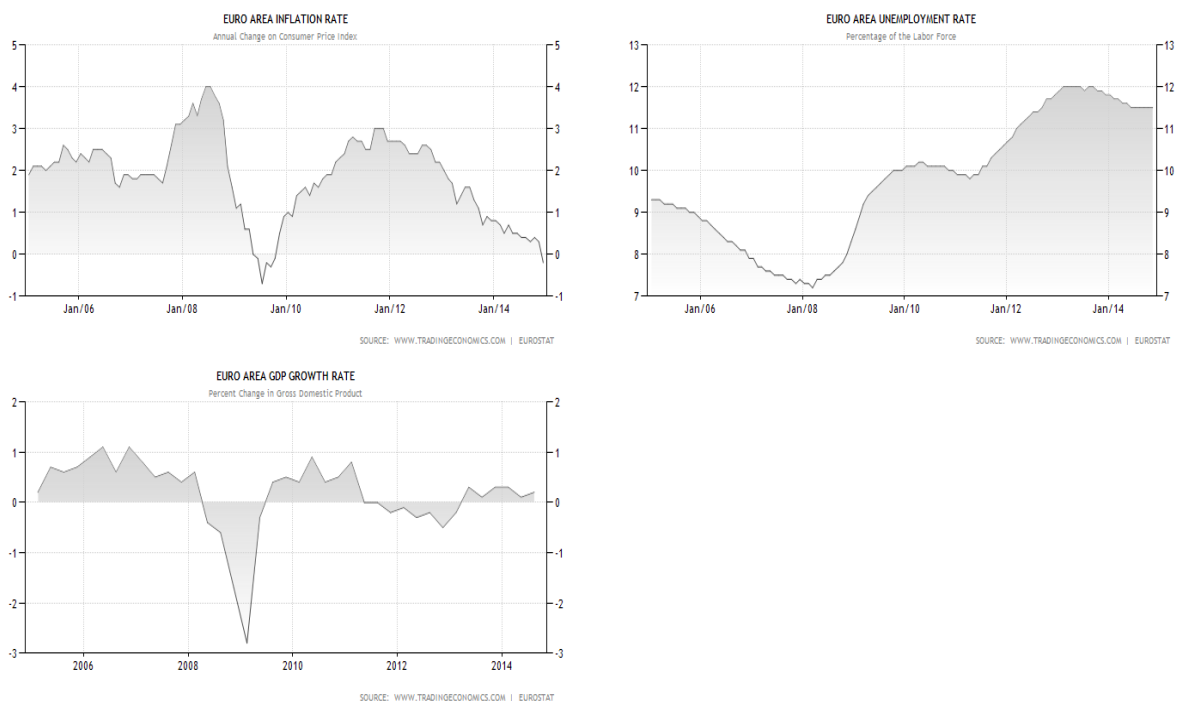 EURO AREA INFLATION RATE
Annual Change on Consumer Price Index
5 5
4 4
3 3
2 2
1 1
0 0
-1 -1
Jan/06 Jan/08 Jan/10 Jan/12 Jan/14
SOURCE: WWW.TRADINGECONOMICS.COM | EUROSTAT
EURO AREA UNEMPLOYMENT RATE
Percentage of the Labor Force
13 13
12 12
11 11
10 10
9 9
8 8
7 7
Jan/06 Jan/08 Jan/10 Jan/12 Jan/14
SOURCE: WWW.TRADINGECONOMICS.COM | EUROSTAT
EURO AREA GDP GROWTH RATE
Percent Change in Gross Domestic Product
2 2
1 1
0 0
-1 -1
-2 -2
-3 -3
2006 2008 2010 2012 2014
SOURCE: WWW.TRADINGECONOMICS.COM | EUROSTAT